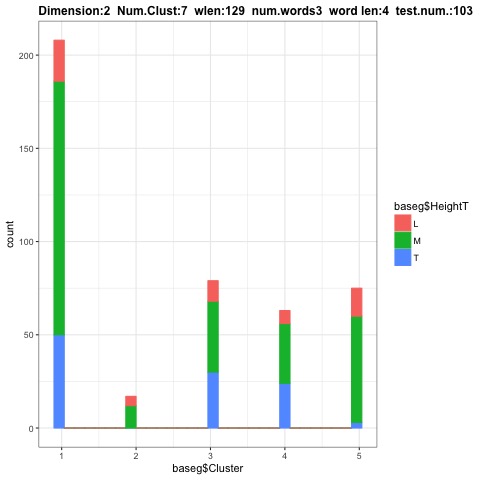 Dimension:2 Num.Clust:7 wlen:129 num.words3 word len:4 test.num.:103
200
150
100
50
0
count
1 2 3 4 5
baseg$Cluster
baseg$HeightT
L
M
T